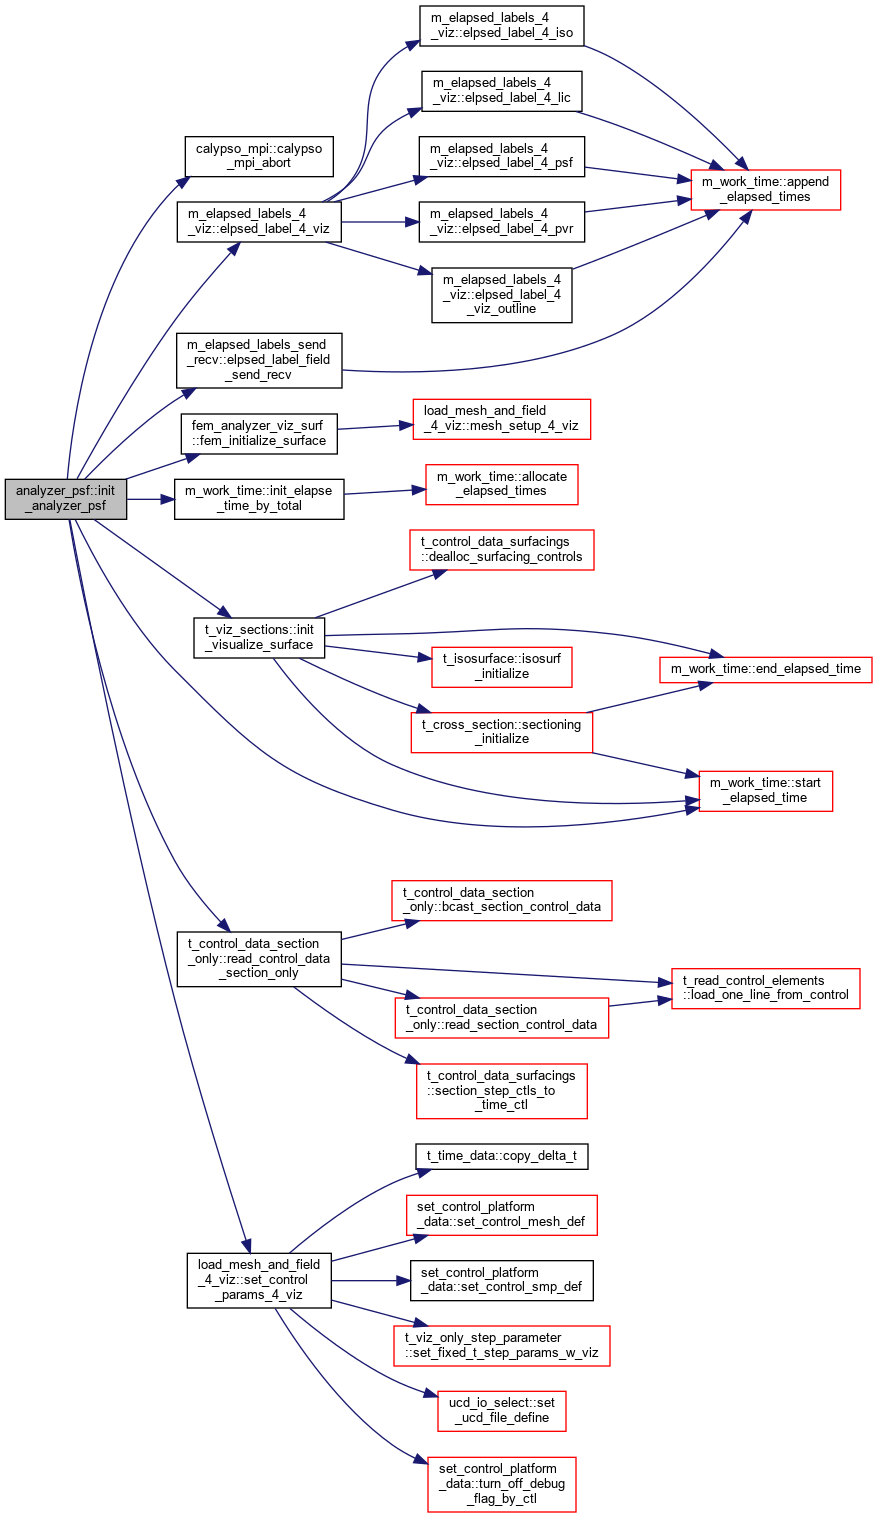 m_elapsed_labels_4
_viz::elpsed_label_4_iso
m_elapsed_labels_4
_viz::elpsed_label_4_lic
calypso_mpi::calypso
_mpi_abort
m_elapsed_labels_4
_viz::elpsed_label_4_psf
m_work_time::append
_elapsed_times
m_elapsed_labels_4
_viz::elpsed_label_4_viz
m_elapsed_labels_4
_viz::elpsed_label_4_pvr
m_elapsed_labels_4
_viz::elpsed_label_4
_viz_outline
m_elapsed_labels_send
_recv::elpsed_label_field
_send_recv
fem_analyzer_viz_surf
::fem_initialize_surface
load_mesh_and_field
_4_viz::mesh_setup_4_viz
analyzer_psf::init
_analyzer_psf
m_work_time::init_elapse
_time_by_total
m_work_time::allocate
_elapsed_times
t_control_data_surfacings
::dealloc_surfacing_controls
t_viz_sections::init
_visualize_surface
t_isosurface::isosurf
_initialize
m_work_time::end_elapsed_time
t_cross_section::sectioning
_initialize
m_work_time::start
_elapsed_time
t_control_data_section
_only::bcast_section_control_data
t_control_data_section
_only::read_control_data
_section_only
t_read_control_elements
::load_one_line_from_control
t_control_data_section
_only::read_section_control_data
t_control_data_surfacings
::section_step_ctls_to
_time_ctl
t_time_data::copy_delta_t
set_control_platform
_data::set_control_mesh_def
load_mesh_and_field
_4_viz::set_control
_params_4_viz
set_control_platform
_data::set_control_smp_def
t_viz_only_step_parameter
::set_fixed_t_step_params_w_viz
ucd_io_select::set
_ucd_file_define
set_control_platform
_data::turn_off_debug
_flag_by_ctl